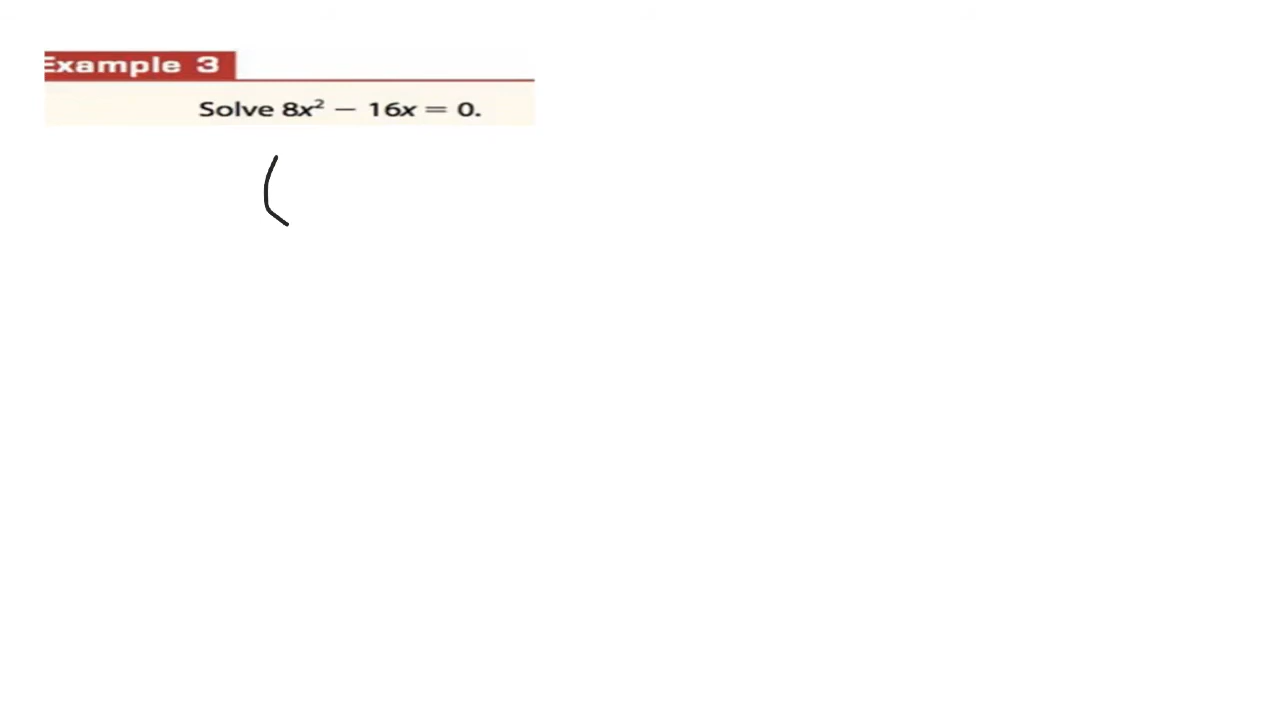 Example 3
Solve 8x² − 16x = 0.
(